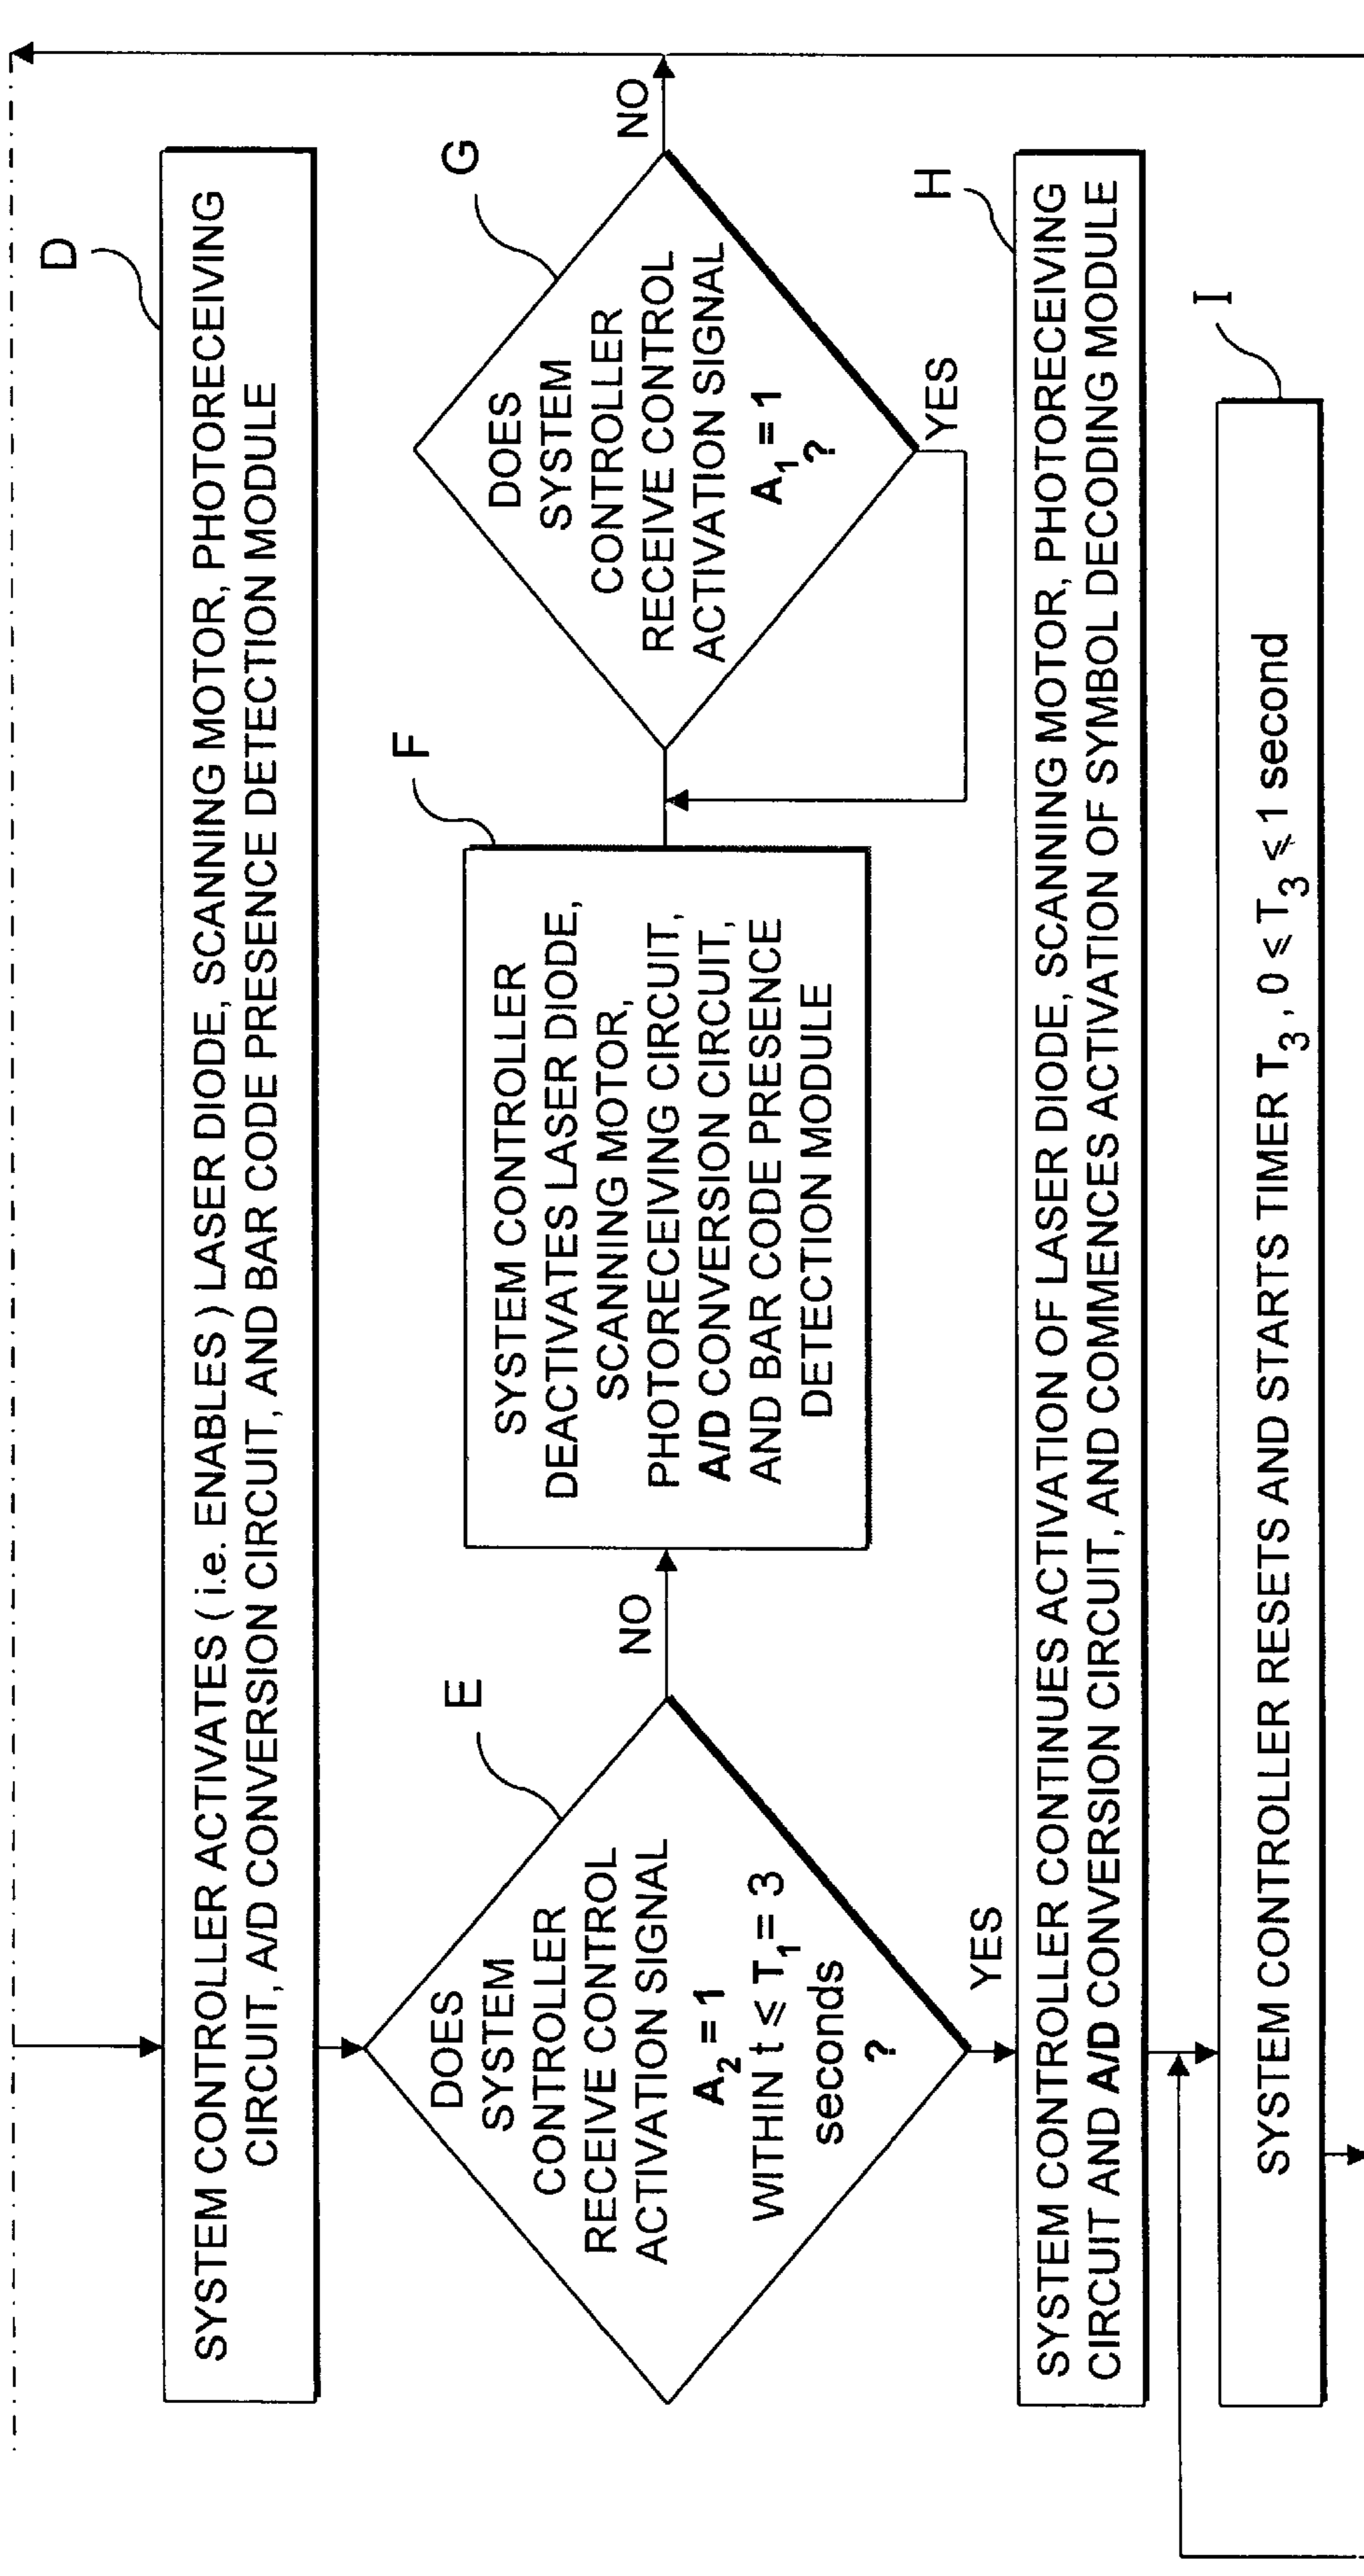 D
SYSTEM CONTROLLER ACTIVATES ( i.e. ENABLES ) LASER DIODE, SCANNING MOTOR, PHOTORECEIVING
CIRCUIT, A/D CONVERSION CIRCUIT, AND BAR CODE PRESENCE DETECTION MODULE
E
DOES
SYSTEM
CONTROLLER
RECEIVE CONTROL
ACTIVATION SIGNAL
A₂ = 1
WITHIN t ⩽ T₁ = 3
seconds
?
NO
YES
F
SYSTEM CONTROLLER
DEACTIVATES LASER DIODE,
SCANNING MOTOR,
PHOTORECEIVING CIRCUIT,
A/D CONVERSION CIRCUIT,
AND BAR CODE PRESENCE
DETECTION MODULE
G
DOES
SYSTEM
CONTROLLER
RECEIVE CONTROL
ACTIVATION SIGNAL
A₁ = 1
?
NO
YES
H
SYSTEM CONTROLLER CONTINUES ACTIVATION OF LASER DIODE, SCANNING MOTOR, PHOTORECEIVING
CIRCUIT AND A/D CONVERSION CIRCUIT, AND COMMENCES ACTIVATION OF SYMBOL DECODING MODULE
I
SYSTEM CONTROLLER RESETS AND STARTS TIMER T₃, 0 ⩽ T₃ ⩽ 1 second